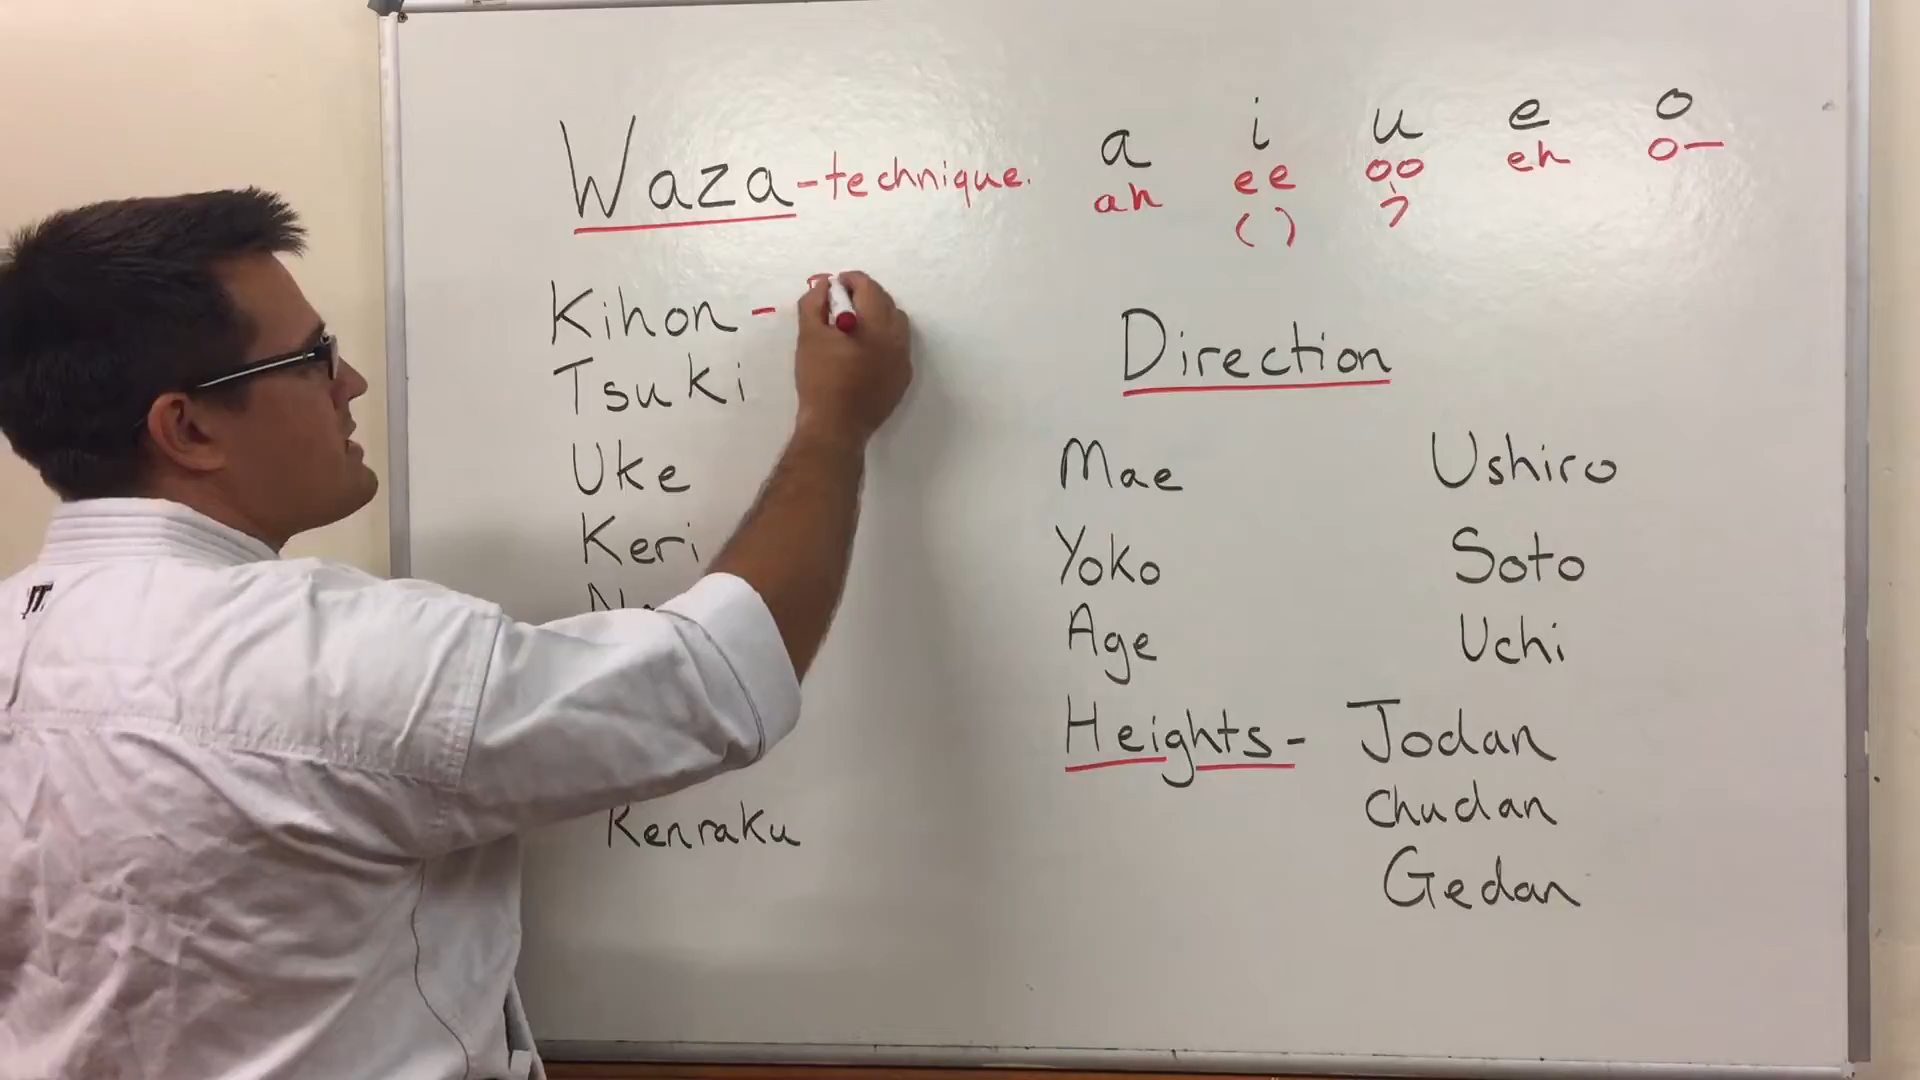 Waza - technique.
Kihon -
Tsuki
Uke
Keri
Kenraku
a i u e o
ah ee oo eh o—
( )
Direction
Mae Ushiro
Yoko Soto
Age Uchi
Heights - Jodan
Chudan
Gedan